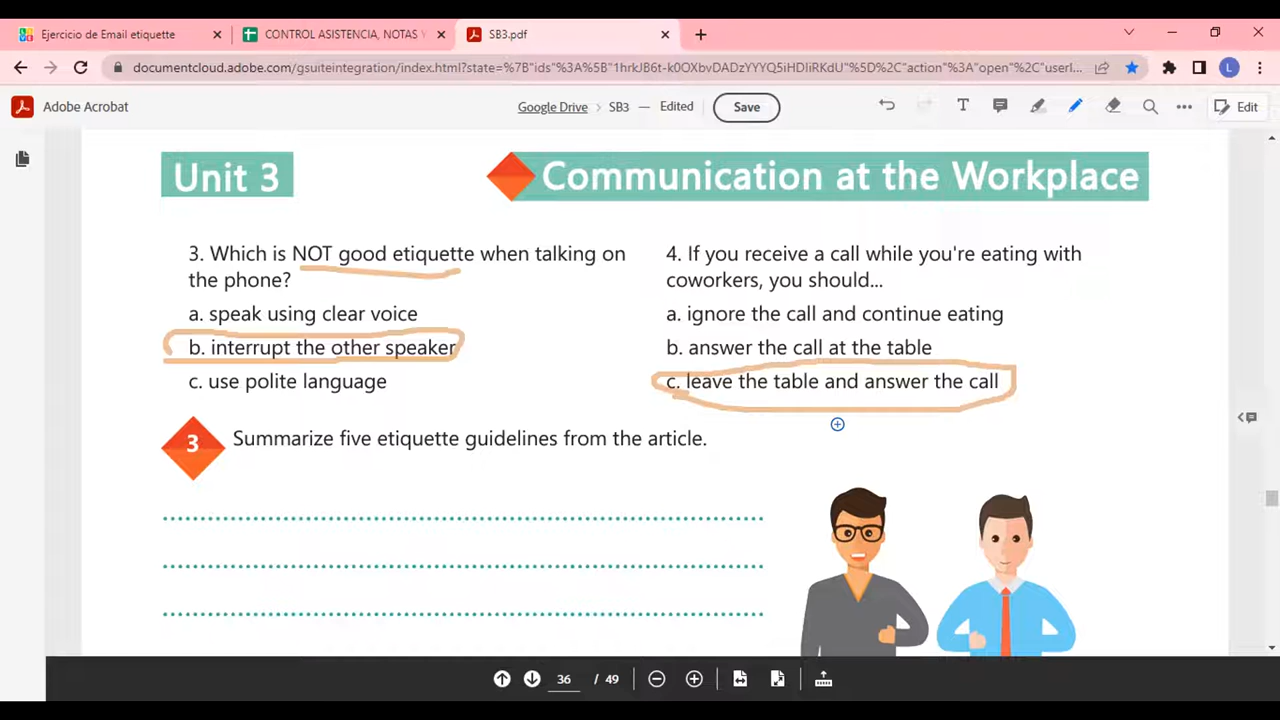 Ejercicio de Email etiquette
CONTROL ASISTENCIA, NOTAS Y
SB3.pdf
documentcloud.adobe.com/gsuiteintegration/index.html?state=%7B"ids"%3A%5B"1hrkJB6t-k0OXbvDADzYYYQ5iHDIiRKdU"%5D%2C"action"%3A"open"%2C"userI...
L
Adobe Acrobat
Google Drive > SB3 — Edited
Save
Edit
Unit 3
Communication at the Workplace
3. Which is NOT good etiquette when talking on
the phone?
a. speak using clear voice
b. interrupt the other speaker
c. use polite language
4. If you receive a call while you're eating with
coworkers, you should...
a. ignore the call and continue eating
b. answer the call at the table
c. leave the table and answer the call
3
Summarize five etiquette guidelines from the article.
36 / 49